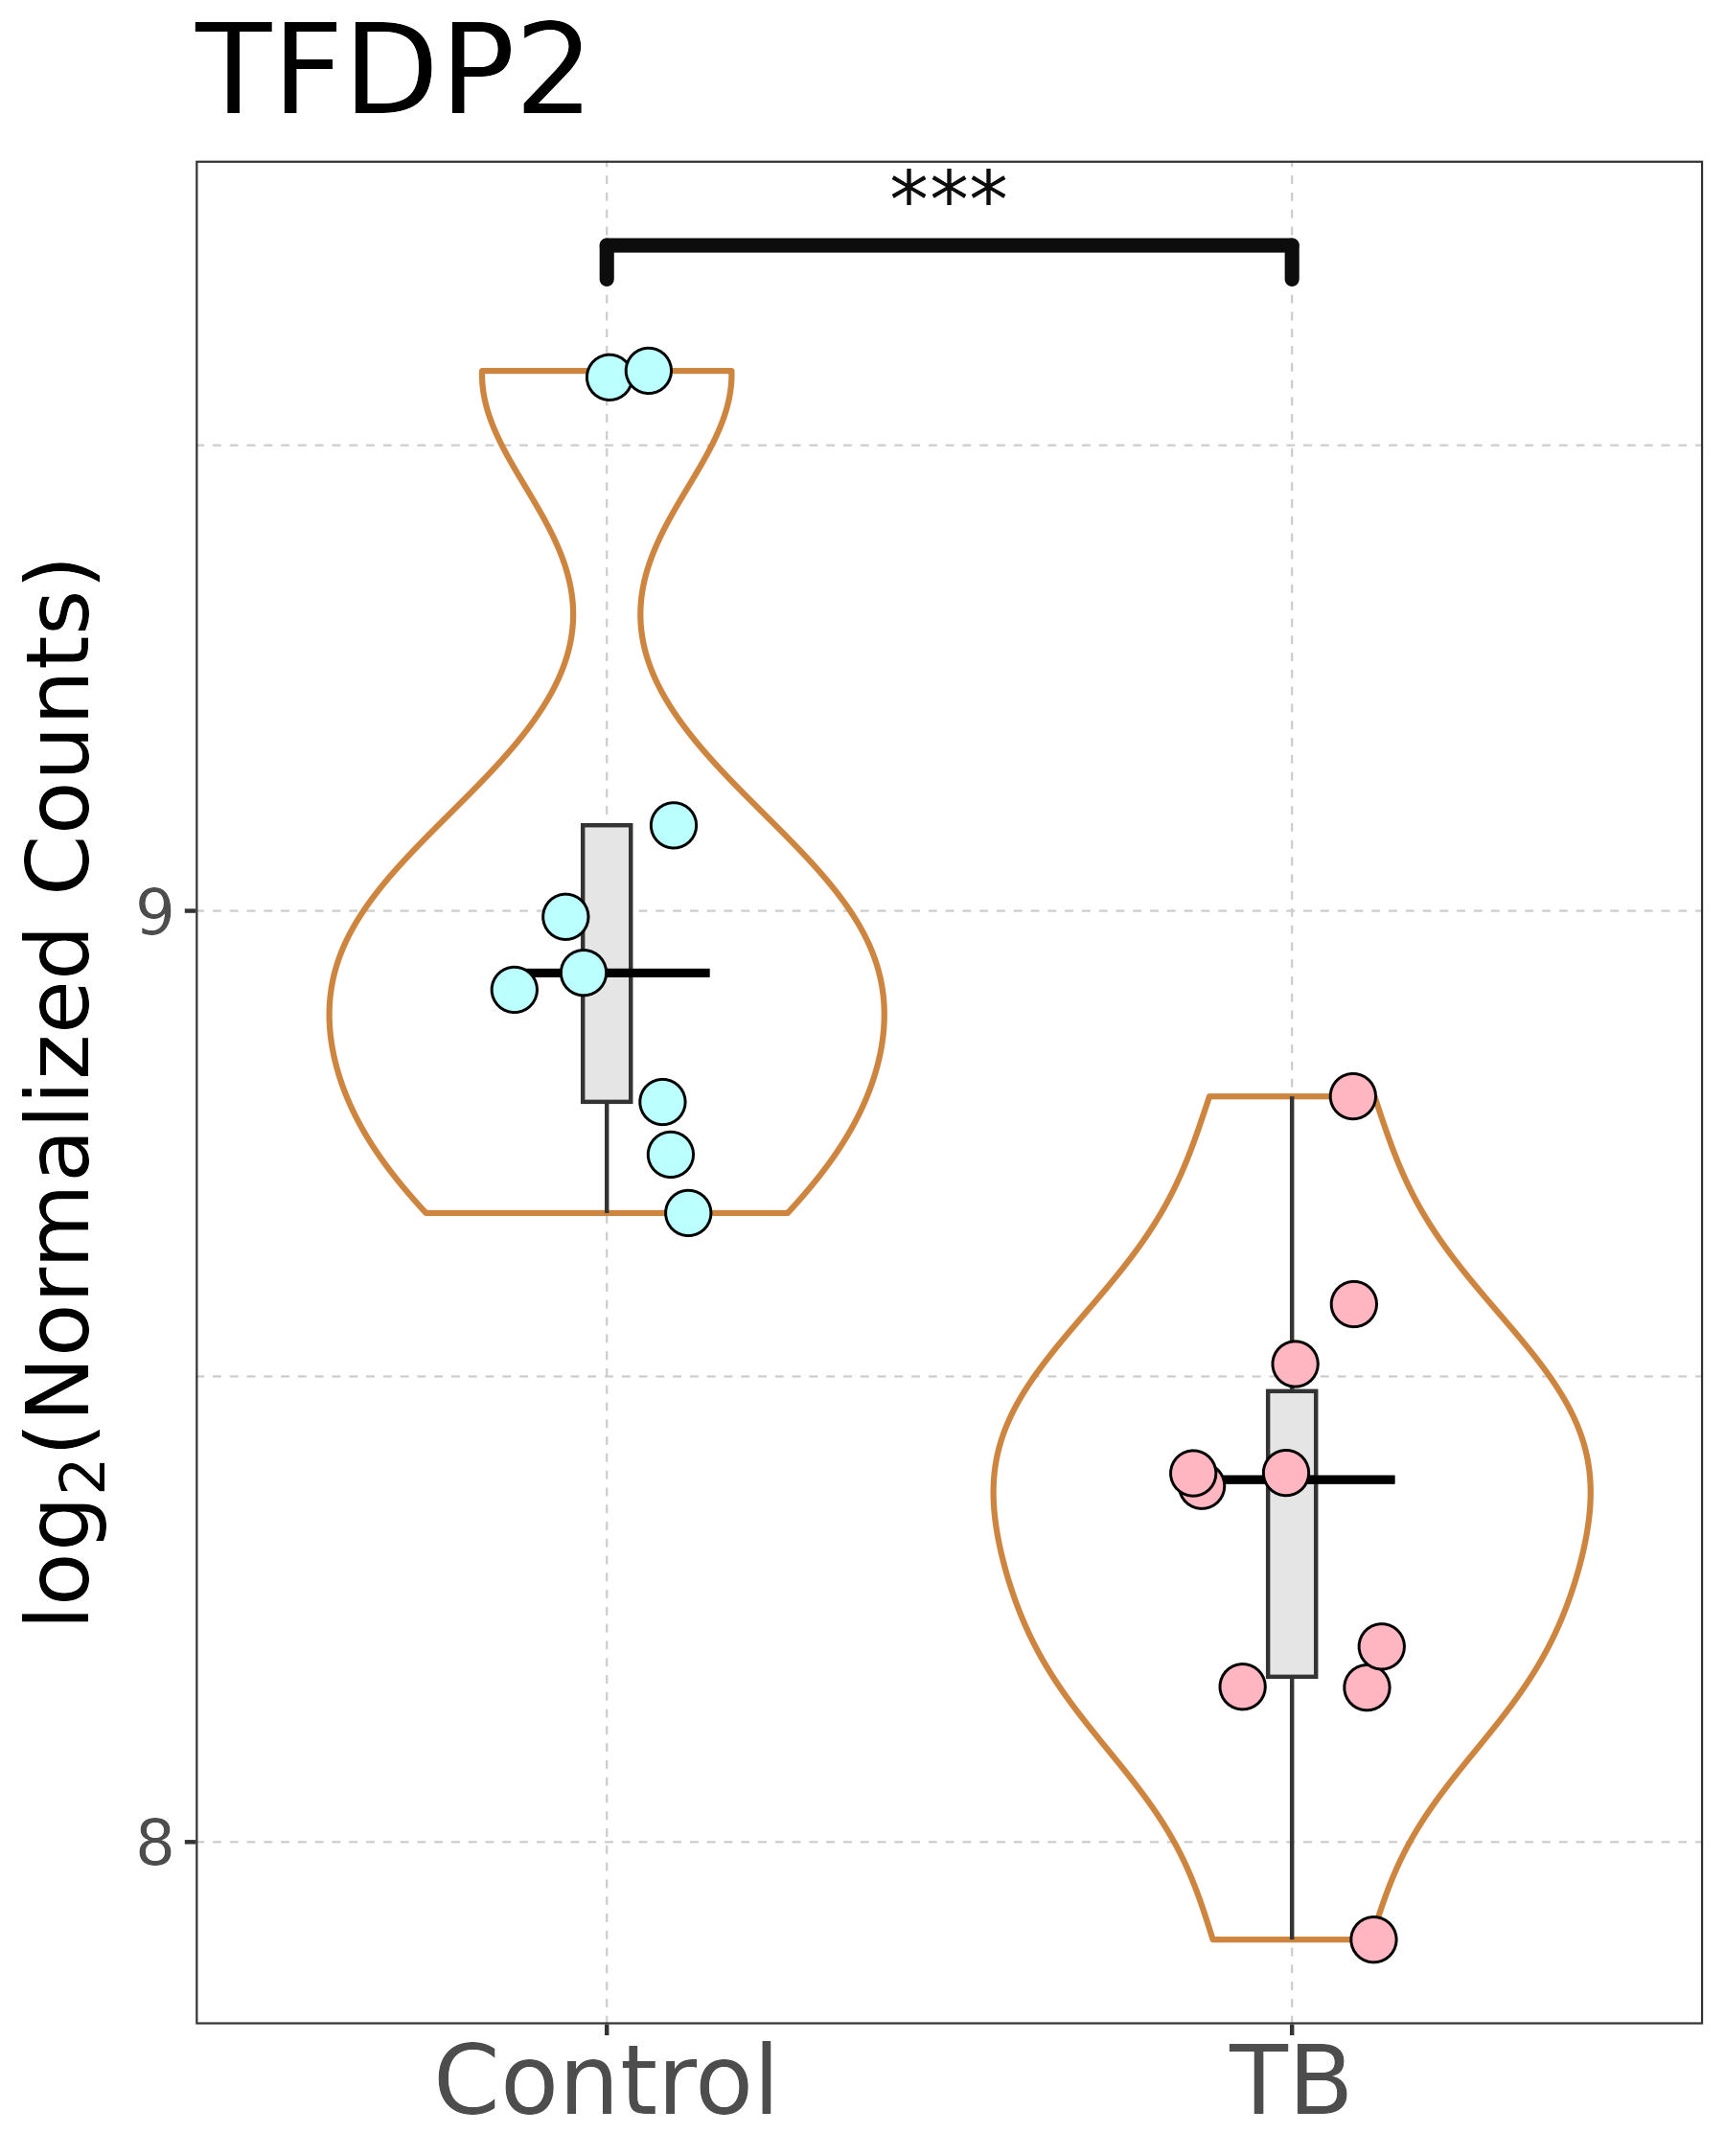 TFDP2
***
log₂(Normalized Counts)
9
8
Control
TB